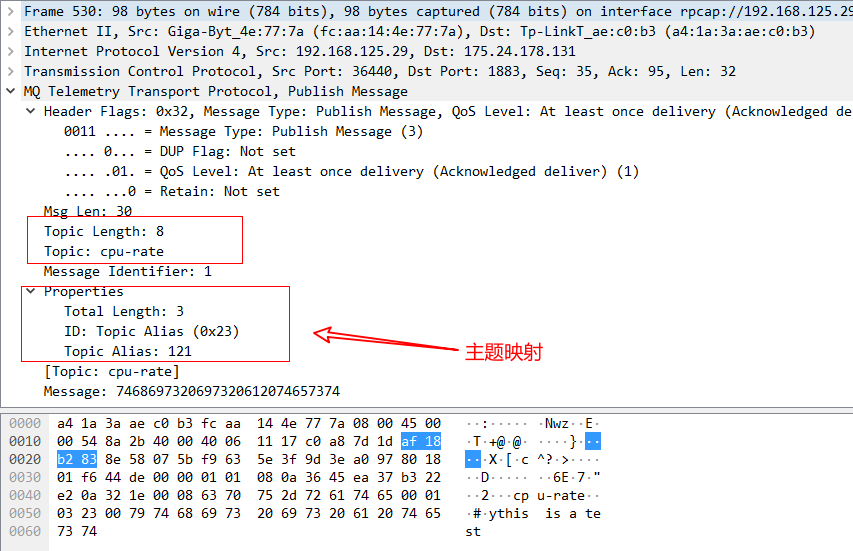 Frame 530: 98 bytes on wire (784 bits), 98 bytes captured (784 bits) on interface rpcap://192.168.125.29
Ethernet II, Src: Giga-Byt_4e:77:7a (fc:aa:14:4e:77:7a), Dst: Tp-LinkT_ae:c0:b3 (a4:1a:3a:ae:c0:b3)
Internet Protocol Version 4, Src: 192.168.125.29, Dst: 175.24.178.131
Transmission Control Protocol, Src Port: 36440, Dst Port: 1883, Seq: 35, Ack: 95, Len: 32
MQ Telemetry Transport Protocol, Publish Message
Header Flags: 0x32, Message Type: Publish Message, QoS Level: At least once delivery (Acknowledged de
0011 .... = Message Type: Publish Message (3)
.... 0... = DUP Flag: Not set
.... .01. = QoS Level: At least once delivery (Acknowledged deliver) (1)
.... ...0 = Retain: Not set
Msg Len: 30
Topic Length: 8
Topic: cpu-rate
Message Identifier: 1
Properties
Total Length: 3
ID: Topic Alias (0x23)
Topic Alias: 121
主题映射
[Topic: cpu-rate]
Message: 7468697320697320612074657374
0000 a4 1a 3a ae c0 b3 fc aa 14 4e 77 7a 08 00 45 00 ··:····· ·Nwz··E·
0010 00 54 8a 2b 40 00 40 06 11 17 c0 a8 7d 1d af 18 ·T·+@·@· ····}···
0020 b2 83 8e 58 07 5b f9 63 5e 3f 9d 3e a0 97 80 18 ···X·[·c ^?·>····
0030 01 f6 44 de 00 00 01 01 08 0a 36 45 ea 37 b3 22 ··D····· ··6E·7·"
0040 e2 0a 32 1e 00 08 63 70 75 2d 72 61 74 65 00 01 ··2···cp u-rate··
0050 03 23 00 79 74 68 69 73 20 69 73 20 61 20 74 65 ·#·ythis  is a te
0060 73 74 st